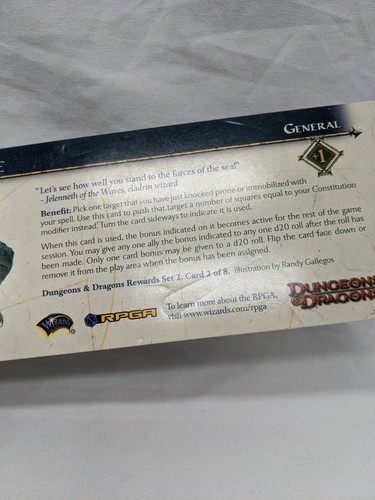 E
GENERAL
+1
"Let's see how well you stand to the forces of the sea!"
- Jelenneth of the Waves, eladrin wizard
Benefit: Pick one target that you have just knocked prone or immobilized with
your spell. Use this card to push that target a number of squares equal to your Constitution
modifier instead. Turn the card sideways to indicate it is used.
When this card is used, the bonus indicated on it becomes active for the rest of the game
session. You may give any one ally the bonus indicated to any one d20 roll after the roll has
been made. Only one card bonus may be given to a d20 roll. Flip the card face down or
remove it from the play area when the bonus has been assigned.
Dungeons & Dragons Rewards Set 2, Card 2 of 8. Illustration by Randy Gallegos
Wizards
RPGA
To learn more about the RPGA,
visit www.wizards.com/rpga
DUNGEONS
& DRAGONS